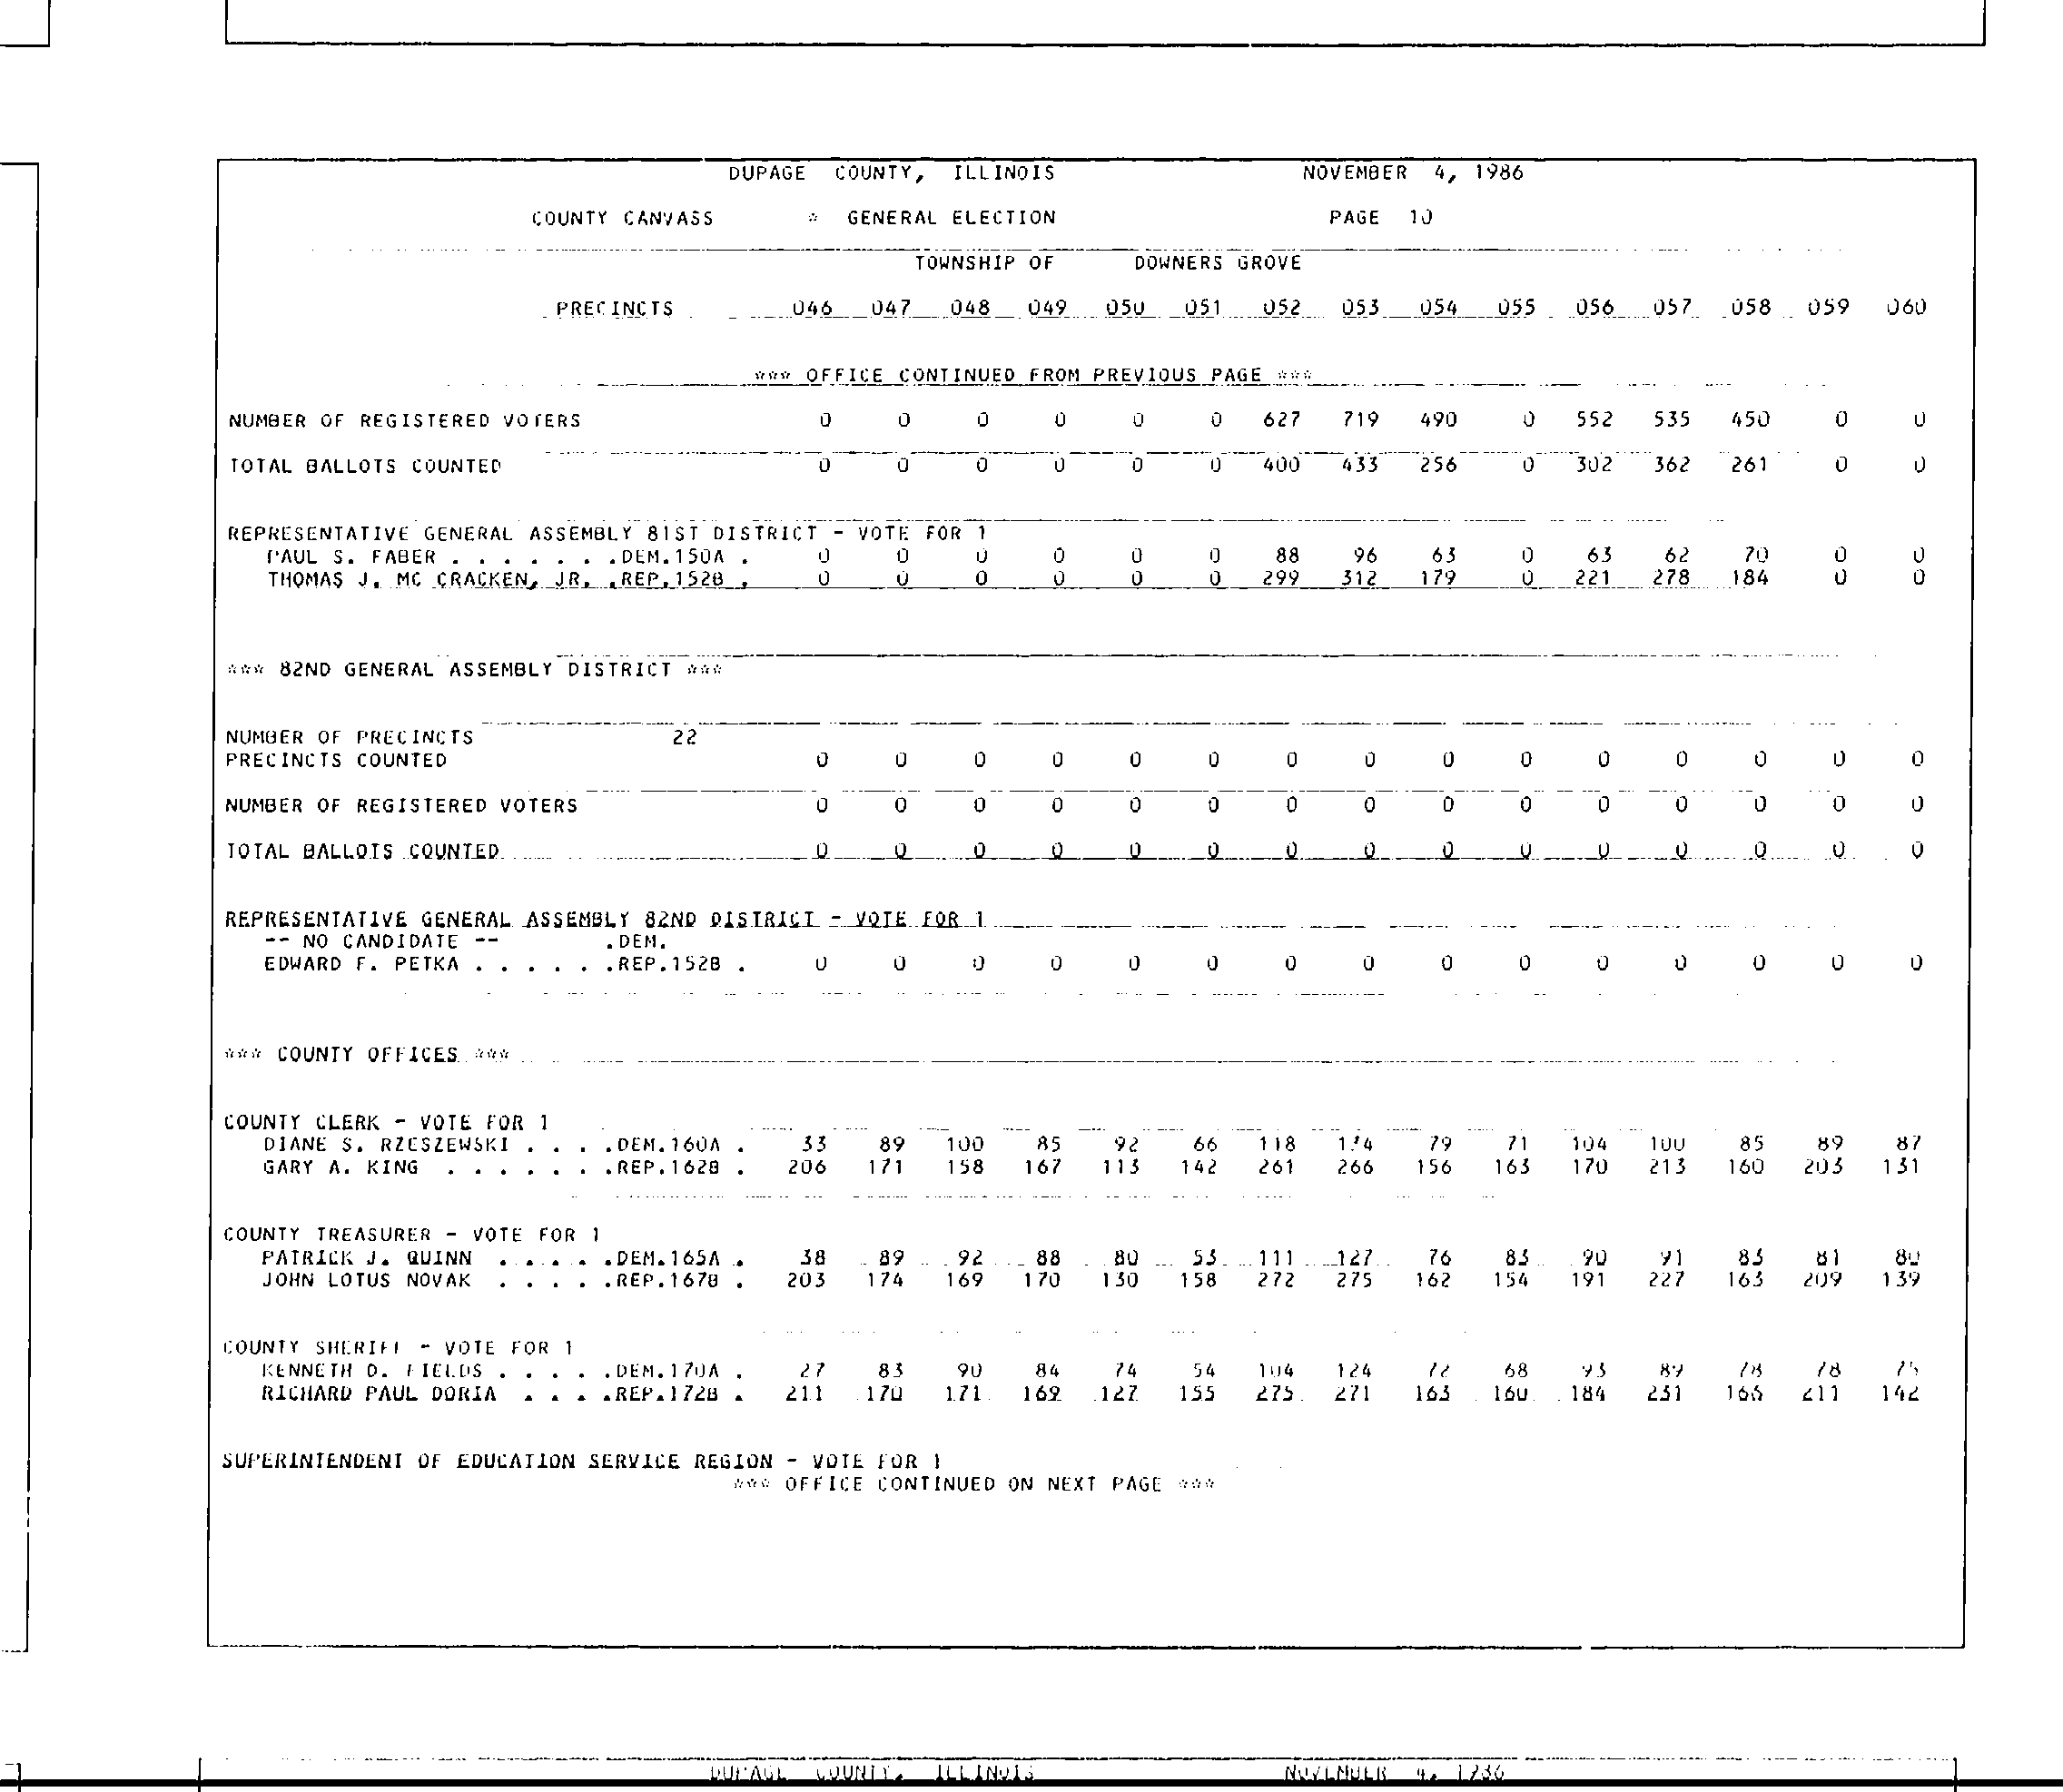 DUPAGE COUNTY, ILLINOIS NOVEMBER 4, 1986
COUNTY CANVASS * GENERAL ELECTION PAGE 10
TOWNSHIP OF DOWNERS GROVE
PRECINCTS 046 047 048 049 050 051 052 053 054 055 056 057 058 059 060
*** OFFICE CONTINUED FROM PREVIOUS PAGE ***
NUMBER OF REGISTERED VOTERS 0 0 0 0 0 0 627 719 490 0 552 535 450 0 0
TOTAL BALLOTS COUNTED 0 0 0 0 0 0 400 433 256 0 302 362 261 0 0
REPRESENTATIVE GENERAL ASSEMBLY 81ST DISTRICT - VOTE FOR 1
PAUL S. FABER . . . . . . .DEM.150A . 0 0 0 0 0 0 88 96 63 0 63 62 70 0 0
THOMAS J. MC CRACKEN, JR. .REP.152B . 0 0 0 0 0 0 299 312 179 0 221 278 184 0 0
*** 82ND GENERAL ASSEMBLY DISTRICT ***
NUMBER OF PRECINCTS 22
PRECINCTS COUNTED 0 0 0 0 0 0 0 0 0 0 0 0 0 0 0
NUMBER OF REGISTERED VOTERS 0 0 0 0 0 0 0 0 0 0 0 0 0 0 0
TOTAL BALLOTS COUNTED 0 0 0 0 0 0 0 0 0 0 0 0 0 0 0
REPRESENTATIVE GENERAL ASSEMBLY 82ND DISTRICT - VOTE FOR 1
-- NO CANDIDATE -- .DEM.
EDWARD F. PETKA . . . . . .REP.152B . 0 0 0 0 0 0 0 0 0 0 0 0 0 0 0
*** COUNTY OFFICES ***
COUNTY CLERK - VOTE FOR 1
DIANE S. RZESZEWSKI . . . .DEM.160A . 33 89 100 85 92 66 118 79 71 104 100 85 89 87
GARY A. KING . . . . . . .REP.162B . 206 171 158 167 113 142 261 266 156 163 170 213 160 203 131
COUNTY TREASURER - VOTE FOR 1
PATRICK J. QUINN . . . . .DEM.165A . 38 89 92 88 80 53 111 127 76 83 90 91 83 81 80
JOHN LOTUS NOVAK . . . . .REP.167B . 203 174 169 170 130 158 272 275 162 154 191 227 163 209 139
COUNTY SHERIFF - VOTE FOR 1
KENNETH D. FIELDS . . . . .DEM.170A . 27 83 90 84 74 54 104 124 72 68 93 89 78 78 75
RICHARD PAUL DORIA . . . .REP.172B . 211 170 171 169 127 155 275 271 163 160 184 231 166 211 142
SUPERINTENDENT OF EDUCATION SERVICE REGION - VOTE FOR 1
*** OFFICE CONTINUED ON NEXT PAGE ***
DUPAGE COUNTY, ILLINOIS NOVEMBER 4,